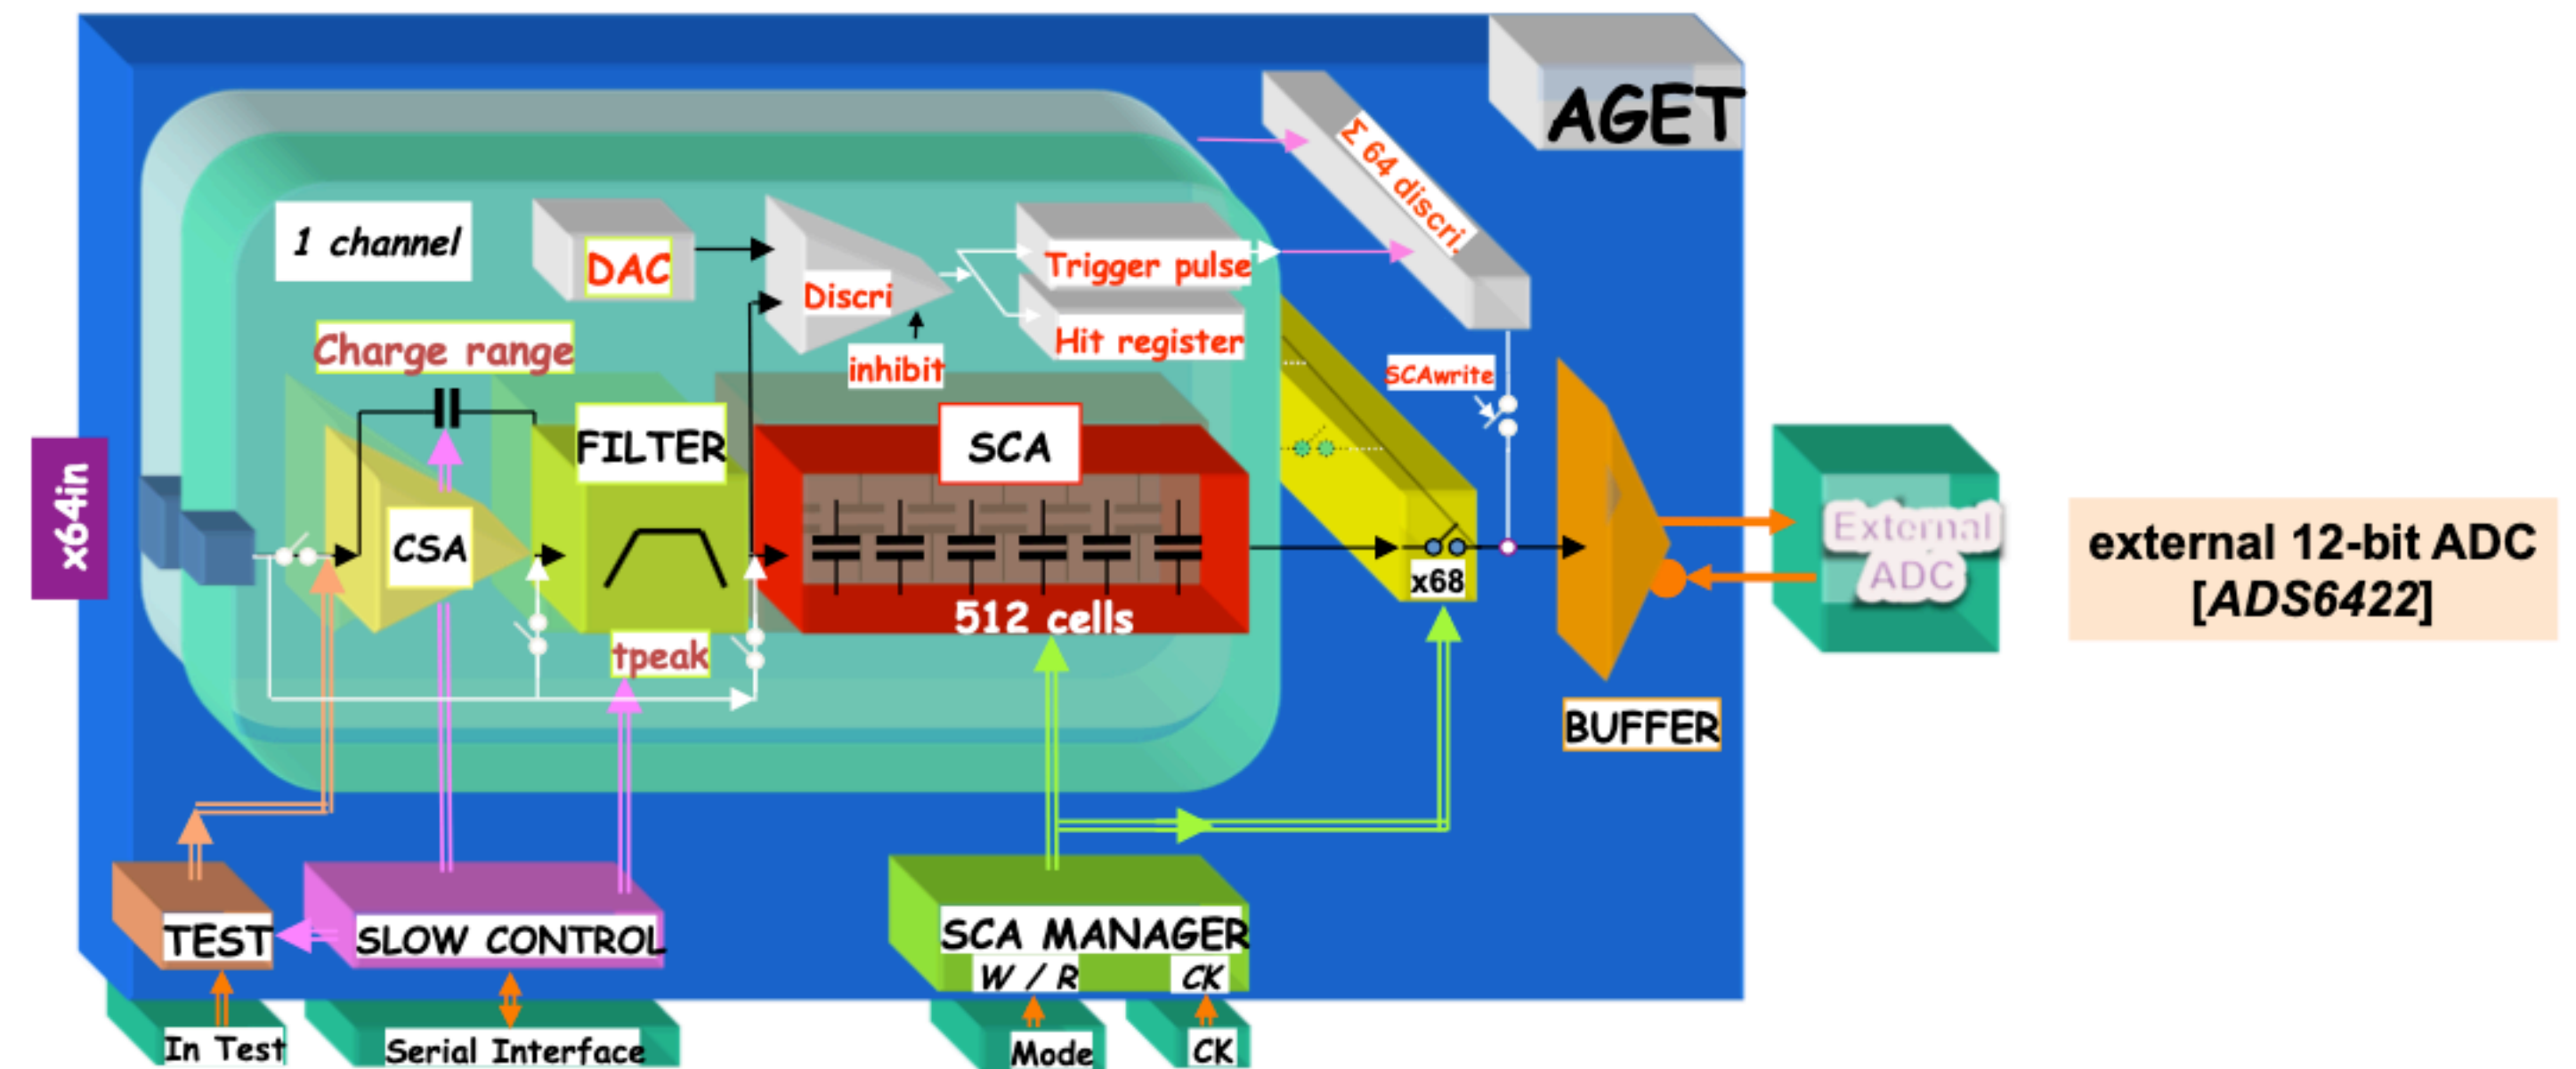 AGET
Σ 64 discri.
1 channel
DAC
Discri
Trigger pulse
Hit register
inhibit
Charge range
SCAwrite
FILTER
SCA
x64in
CSA
External
ADC
external 12-bit ADC
[ADS6422]
x68
512 cells
tpeak
BUFFER
TEST
SLOW CONTROL
SCA MANAGER
W / R
CK
In Test
Serial Interface
Mode
CK